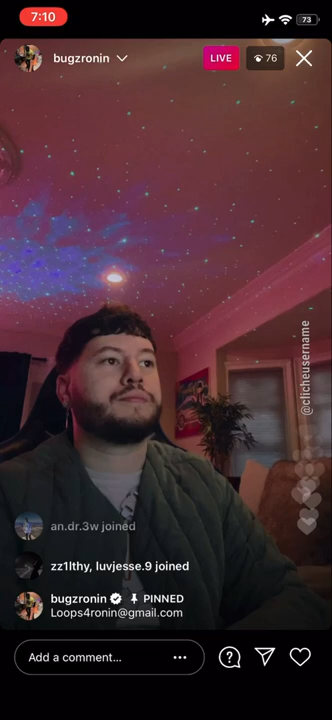 7:10
73
bugzronin
LIVE
76
@clicheusername
an.dr.3w joined
zz1lthy, luvjesse.9 joined
bugzronin PINNED
Loops4ronin@gmail.com
Add a comment...